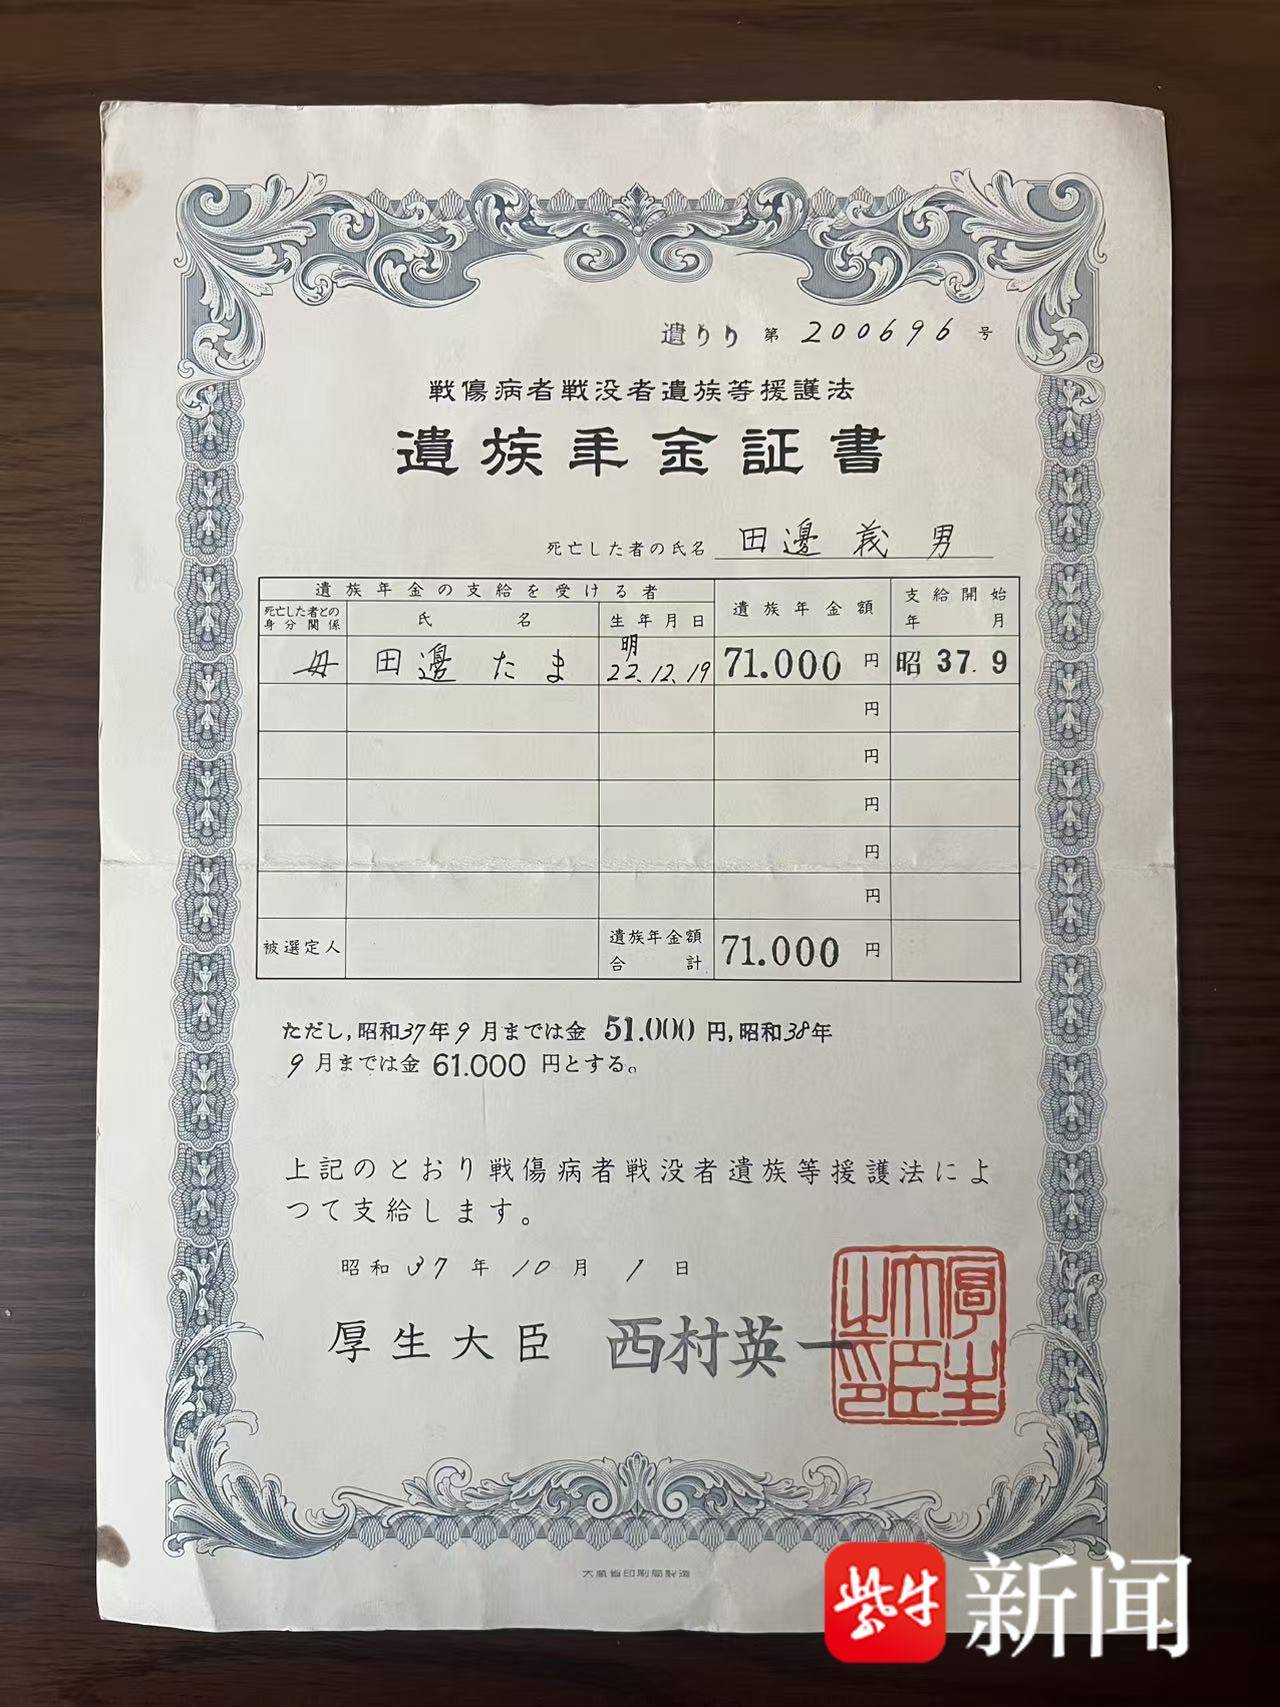 遺りり 第 200696 号
戦傷病者戦没者遺族等援護法
遺族年金証書
死亡した者の氏名 田邊義男
遺族年金の支給を受ける者
死亡した者との身分関係 氏名 生年月日 遺族年金額 支給開始年月
母 田邊たま 明22.12.19 71.000 円 昭37.9
円
円
円
円
円
被選定人 遺族年金額合計 71.000 円
ただし,昭和37年9月までは金 51.000 円,昭和38年
9月までは金 61.000 円とする。
上記のとおり戦傷病者戦没者遺族等援護法によ
つて支給します。
昭和37年10月1日
厚生大臣 西村英一
厚生大臣之印
大蔵省印刷局製造
紫牛新闻